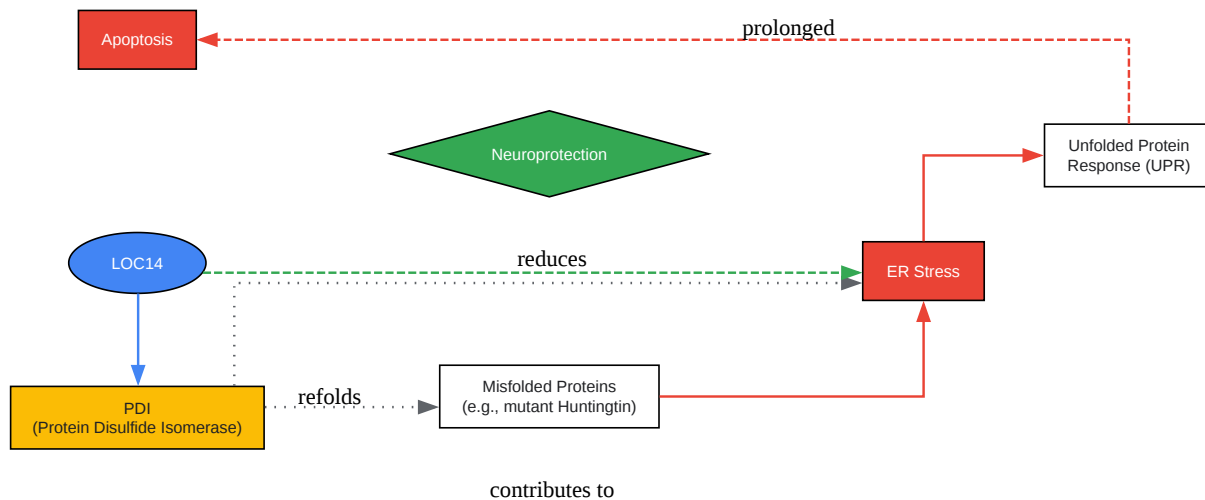 prolonged
Apoptosis
Unfolded Protein
Response (UPR)
Neuroprotection
LOC14
reduces
ER Stress
Misfolded Proteins
(e.g., mutant Huntingtin)
refolds
PDI
(Protein Disulfide Isomerase)
contributes to